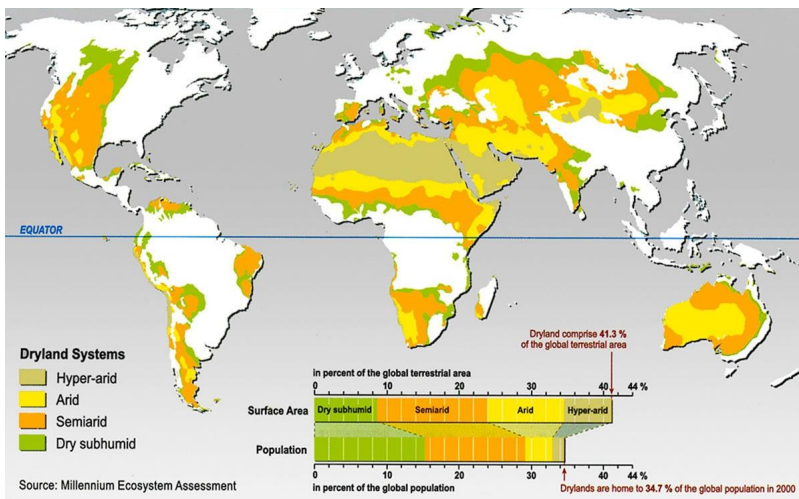 EQUATOR
Dryland Systems
Hyper-arid
Arid
Semiarid
Dry subhumid
Source: Millennium Ecosystem Assessment
Dryland comprise 41.3 %
of the global terrestrial area
in percent of the global terrestrial area
0 10 20 30 44 %
Surface Area Dry subhumid Semiarid Arid Hyper-arid
Population
0 10 20 30 44 %
in percent of the global population
Drylands are home to 34.7 % of the global population in 2000